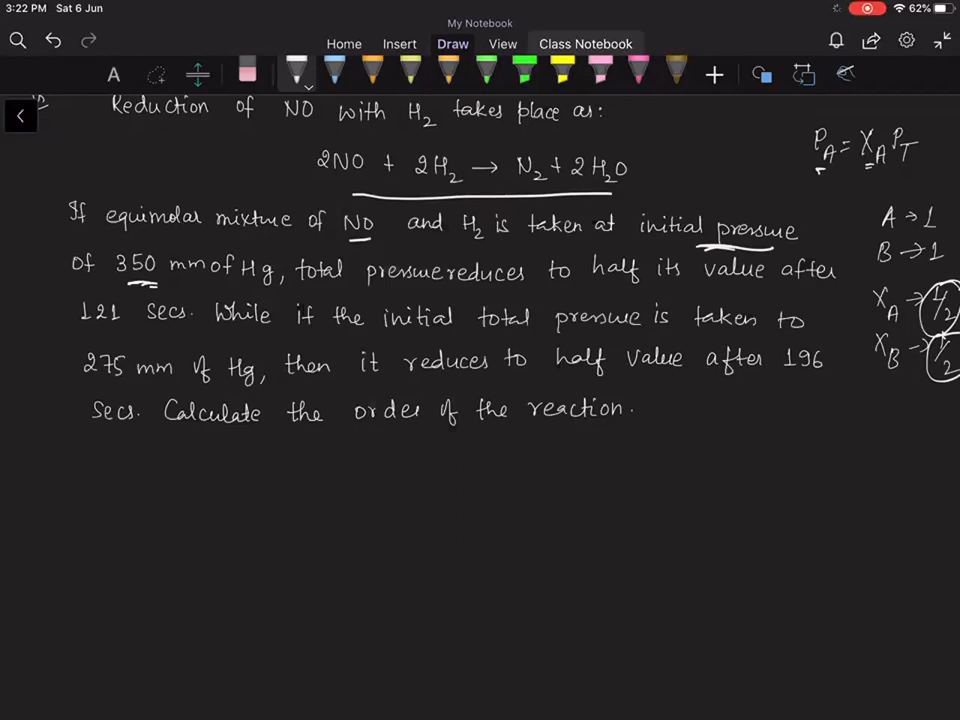 3:22 PM Sat 6 Jun
62%
My Notebook
Home Insert Draw View Class Notebook
A
Reduction of NO with H2 takes place as:
2NO + 2H2 → N2 + 2H2O
PA = XA PT
If equimolar mixture of NO and H2 is taken at initial pressure
of 350 mm of Hg, total pressure reduces to half its value after
121 secs. While if the initial total pressure is taken to
275 mm of Hg, then it reduces to half value after 196
secs. Calculate the order of the reaction.
A → 1
B → 1
XA → 1/2
XB → 1/2